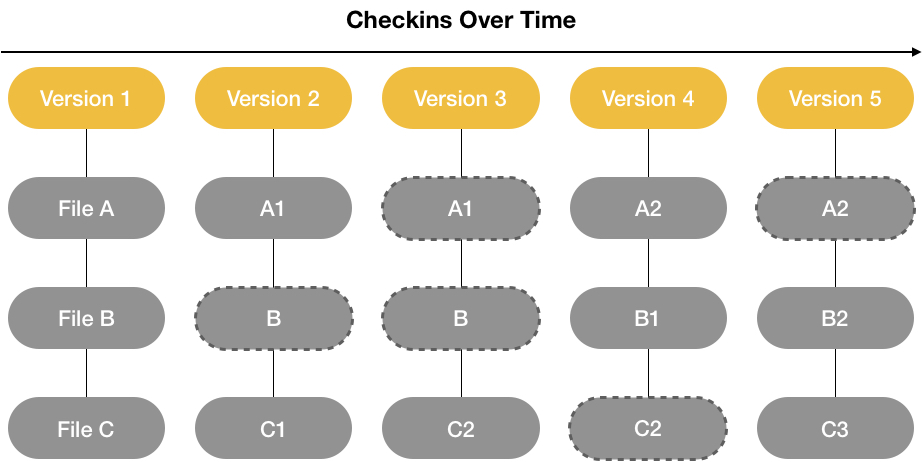 Checkins Over Time
Version 1 Version 2 Version 3 Version 4 Version 5
File A A1 A1 A2 A2
File B B B B1 B2
File C C1 C2 C2 C3